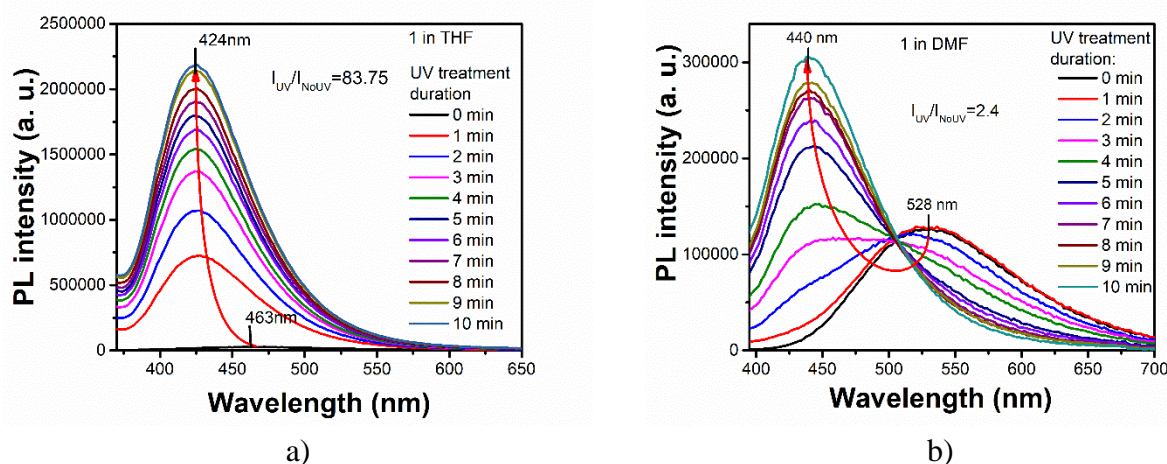 2500000
2000000
1500000
1000000
500000
0
PL intensity (a. u.)
400 450 500 550 600 650
Wavelength (nm)
424nm
463nm
1 in THF
I_UV/I_NoUV=83.75
UV treatment
duration
0 min
1 min
2 min
3 min
4 min
5 min
6 min
7 min
8 min
9 min
10 min
a)
300000
200000
100000
0
PL intensity (a. u.)
400 450 500 550 600 650 700
Wavelength (nm)
440 nm
528 nm
1 in DMF
I_UV/I_NoUV=2.4
UV treatment
duration:
0 min
1 min
2 min
3 min
4 min
5 min
6 min
7 min
8 min
9 min
10 min
b)